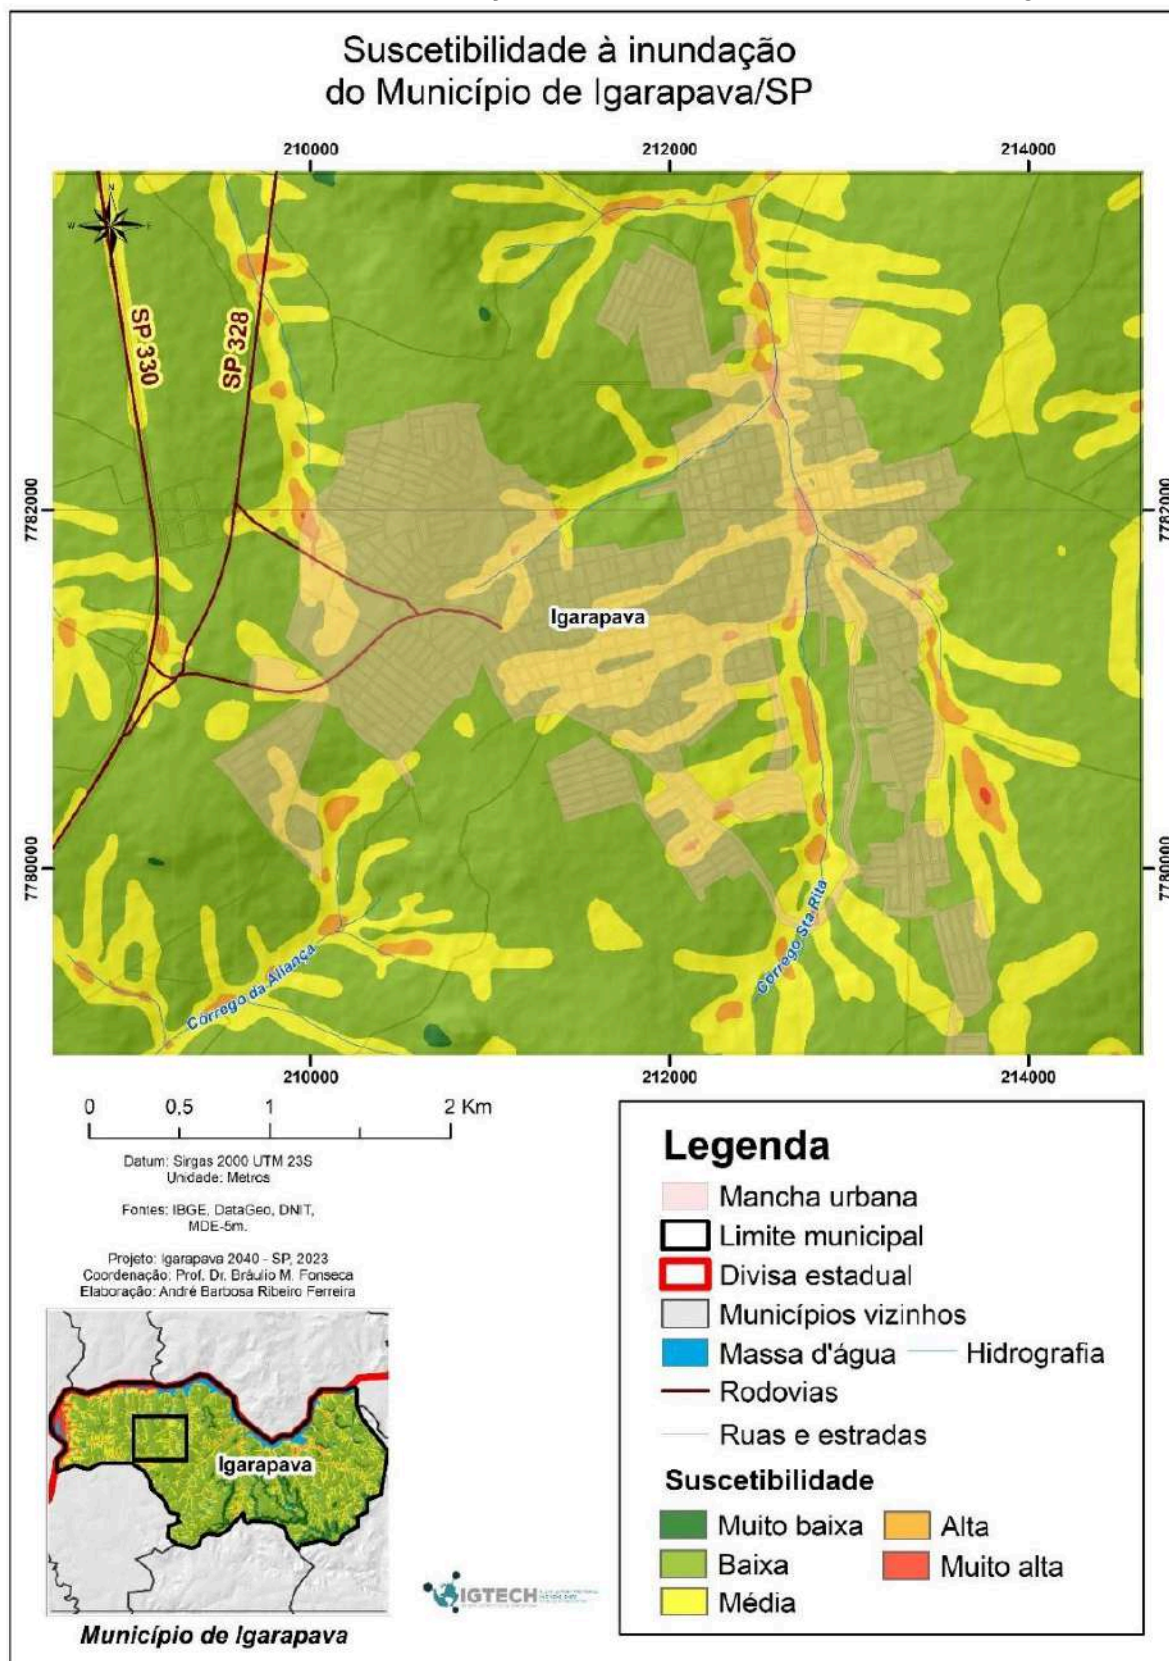 Suscetibilidade à inundação
do Município de Igarapava/SP
210000
212000
214000
N
W
E
SP 330
SP 328
7782000
7782000
Igarapava
7780000
7780000
Córrego Sta Rita
Córrego da Aliança
210000
212000
214000
0 0.5 1 2 Km
Datum: Sirgas 2000 UTM 23S
Unidade: Metros
Fontes: IBGE, DataGeo, DNIT,
MDE-5m.
Projeto: Igarapava 2040 - SP, 2023
Coordenação: Prof. Dr. Bráulio M. Fonseca
Elaboração: André Barbosa Ribeiro Ferreira
Igarapava
Município de Igarapava
IGTECH
Legenda
Mancha urbana
Limite municipal
Divisa estadual
Municípios vizinhos
Massa d'água
Hidrografia
Rodovias
Ruas e estradas
Suscetibilidade
Muito baixa
Alta
Baixa
Muito alta
Média